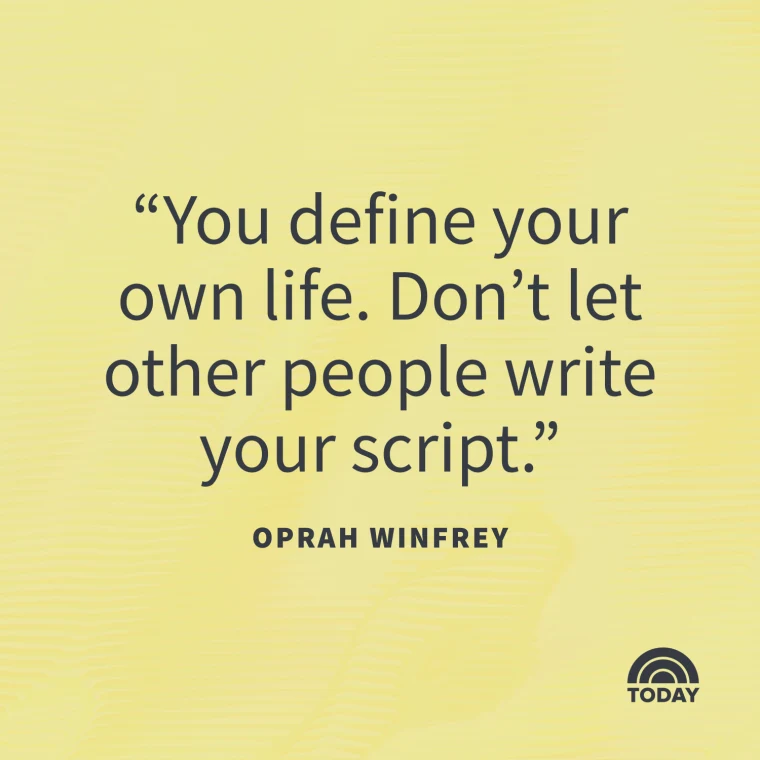 “You define your
own life. Don’t let
other people write
your script.”
OPRAH WINFREY
TODAY